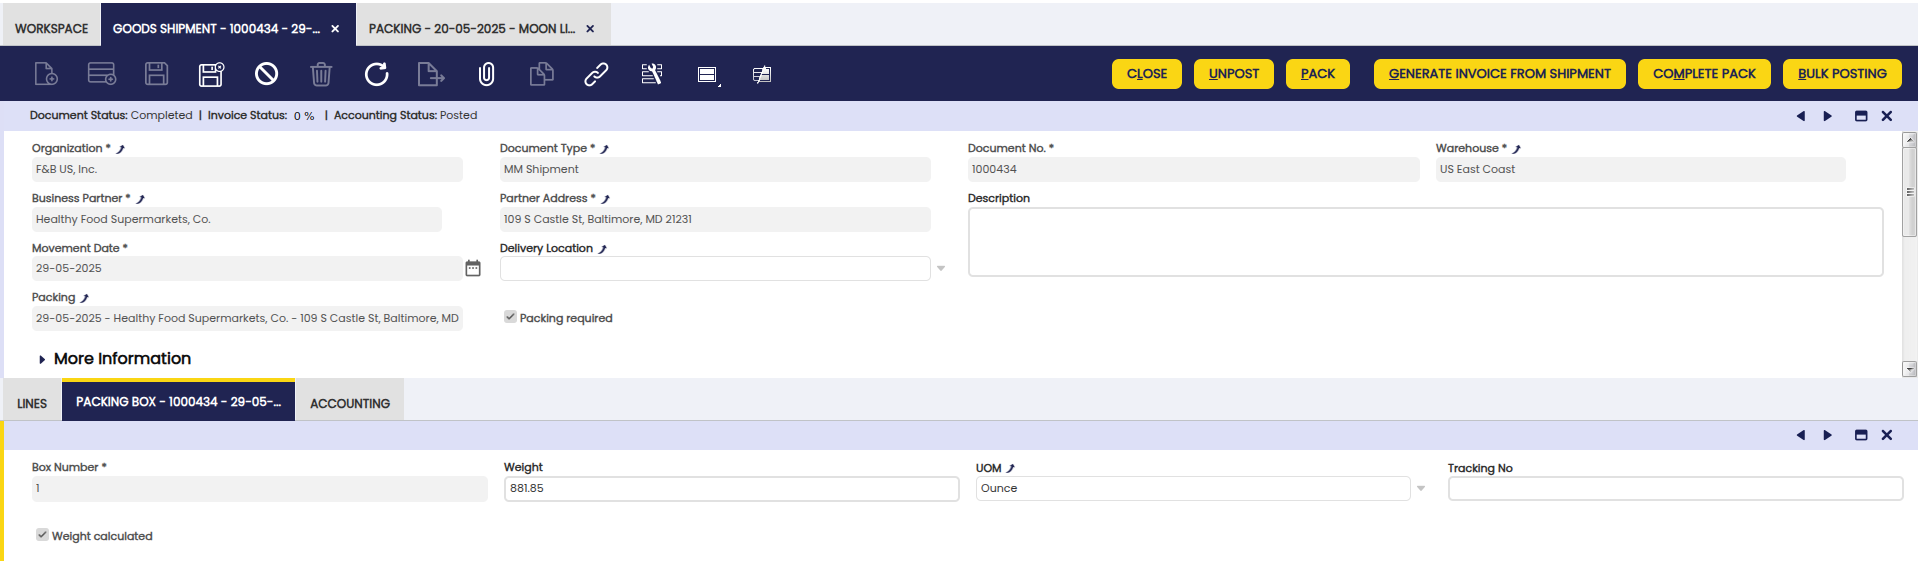 WORKSPACE GOODS SHIPMENT - 1000434 - 29-... × PACKING - 20-05-2025 - MOON LI... ×
CLOSE UNPOST PACK GENERATE INVOICE FROM SHIPMENT COMPLETE PACK BULK POSTING
Document Status: Completed | Invoice Status: 0 % | Accounting Status: Posted
Organization * Document Type * Document No. * Warehouse *
F&B US, Inc. MM Shipment 1000434 US East Coast
Business Partner * Partner Address * Description
Healthy Food Supermarkets, Co. 109 S Castle St, Baltimore, MD 21231
Movement Date * Delivery Location
29-05-2025
Packing
29-05-2025 - Healthy Food Supermarkets, Co. - 109 S Castle St, Baltimore, MD Packing required
More Information
LINES PACKING BOX - 1000434 - 29-05-... ACCOUNTING
Box Number * Weight UOM Tracking No
1 881.85 Ounce
Weight calculated